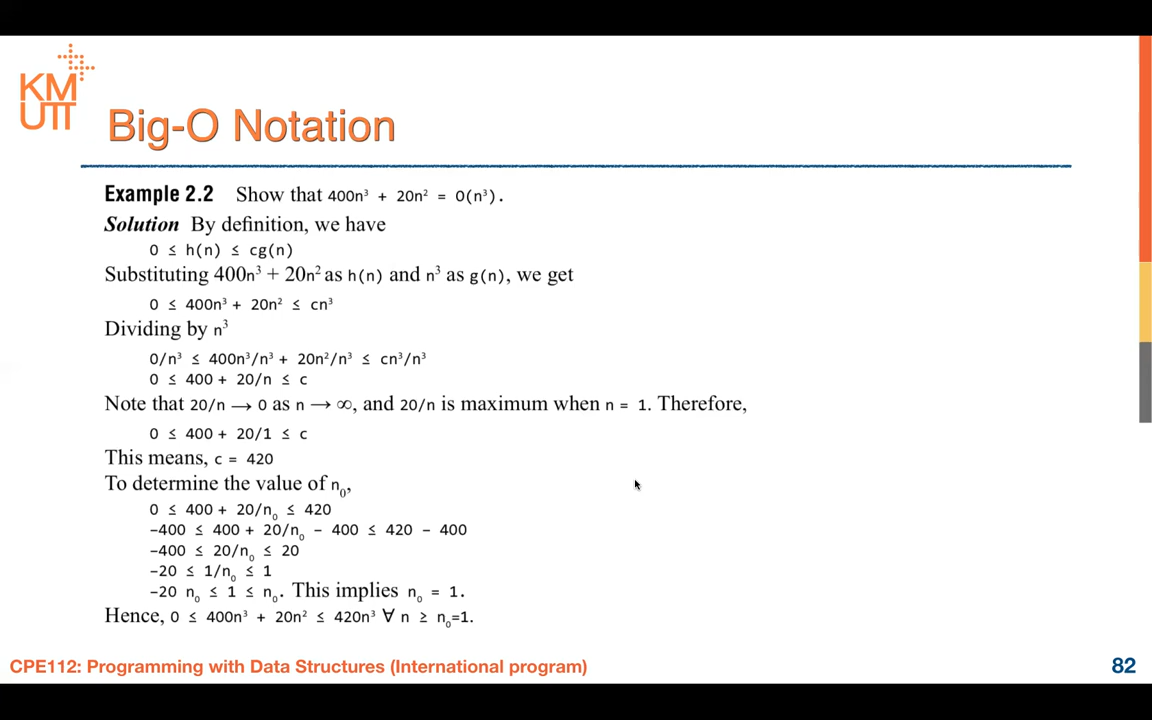 KM
UTT
Big-O Notation
Example 2.2 Show that 400n³ + 20n² = O(n³).
Solution By definition, we have
0 ≤ h(n) ≤ cg(n)
Substituting 400n³ + 20n² as h(n) and n³ as g(n), we get
0 ≤ 400n³ + 20n² ≤ cn³
Dividing by n³
0/n³ ≤ 400n³/n³ + 20n²/n³ ≤ cn³/n³
0 ≤ 400 + 20/n ≤ c
Note that 20/n → 0 as n → ∞, and 20/n is maximum when n = 1. Therefore,
0 ≤ 400 + 20/1 ≤ c
This means, c = 420
To determine the value of n₀,
0 ≤ 400 + 20/n₀ ≤ 420
−400 ≤ 400 + 20/n₀ − 400 ≤ 420 − 400
−400 ≤ 20/n₀ ≤ 20
−20 ≤ 1/n₀ ≤ 1
−20 n₀ ≤ 1 ≤ n₀. This implies n₀ = 1.
Hence, 0 ≤ 400n³ + 20n² ≤ 420n³ ∀ n ≥ n₀=1.
CPE112: Programming with Data Structures (International program)
82